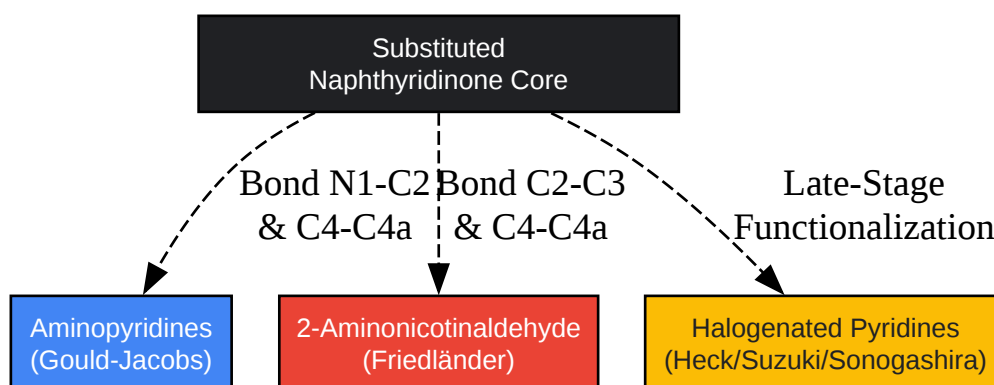 Substituted
Naphthyridinone Core
Bond N1-C2
& C4-C4a
Bond C2-C3
& C4-C4a
Late-Stage
Functionalization
Aminopyridines
(Gould-Jacobs)
2-Aminonicotinaldehyde
(Friedländer)
Halogenated Pyridines
(Heck/Suzuki/Sonogashira)